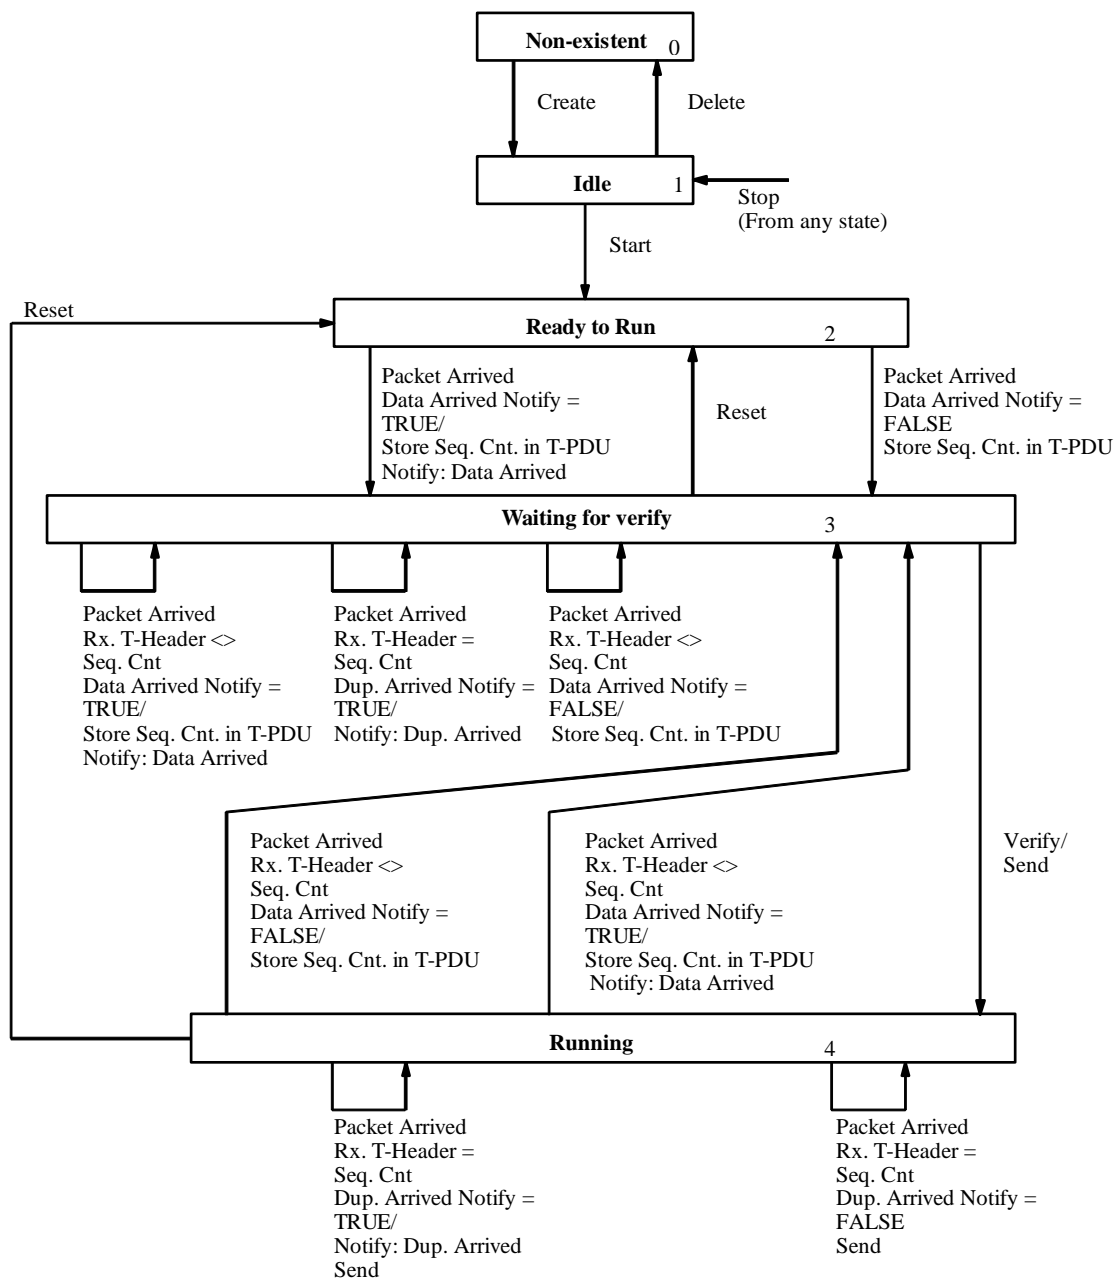 Non-existent 0
Create
Delete
Idle 1
Stop
(From any state)
Start
Reset
Ready to Run 2
Packet Arrived
Data Arrived Notify =
TRUE/
Store Seq. Cnt. in T-PDU
Notify: Data Arrived
Reset
Packet Arrived
Data Arrived Notify =
FALSE
Store Seq. Cnt. in T-PDU
Waiting for verify 3
Packet Arrived
Rx. T-Header <>
Seq. Cnt
Data Arrived Notify =
TRUE/
Store Seq. Cnt. in T-PDU
Notify: Data Arrived
Packet Arrived
Rx. T-Header =
Seq. Cnt
Dup. Arrived Notify =
TRUE/
Notify: Dup. Arrived
Packet Arrived
Rx. T-Header <>
Seq. Cnt
Data Arrived Notify =
FALSE/
Store Seq. Cnt. in T-PDU
Packet Arrived
Rx. T-Header <>
Seq. Cnt
Data Arrived Notify =
FALSE/
Store Seq. Cnt. in T-PDU
Packet Arrived
Rx. T-Header <>
Seq. Cnt
Data Arrived Notify =
TRUE/
Store Seq. Cnt. in T-PDU
Notify: Data Arrived
Verify/
Send
Running 4
Packet Arrived
Rx. T-Header =
Seq. Cnt
Dup. Arrived Notify =
TRUE/
Notify: Dup. Arrived
Send
Packet Arrived
Rx. T-Header =
Seq. Cnt
Dup. Arrived Notify =
FALSE
Send